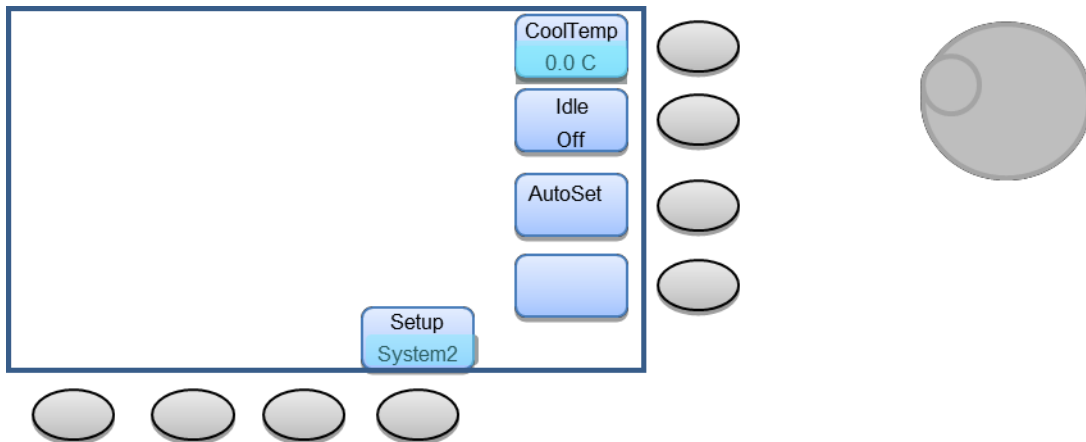 CoolTemp
0.0 C
Idle
Off
AutoSet
Setup
System2